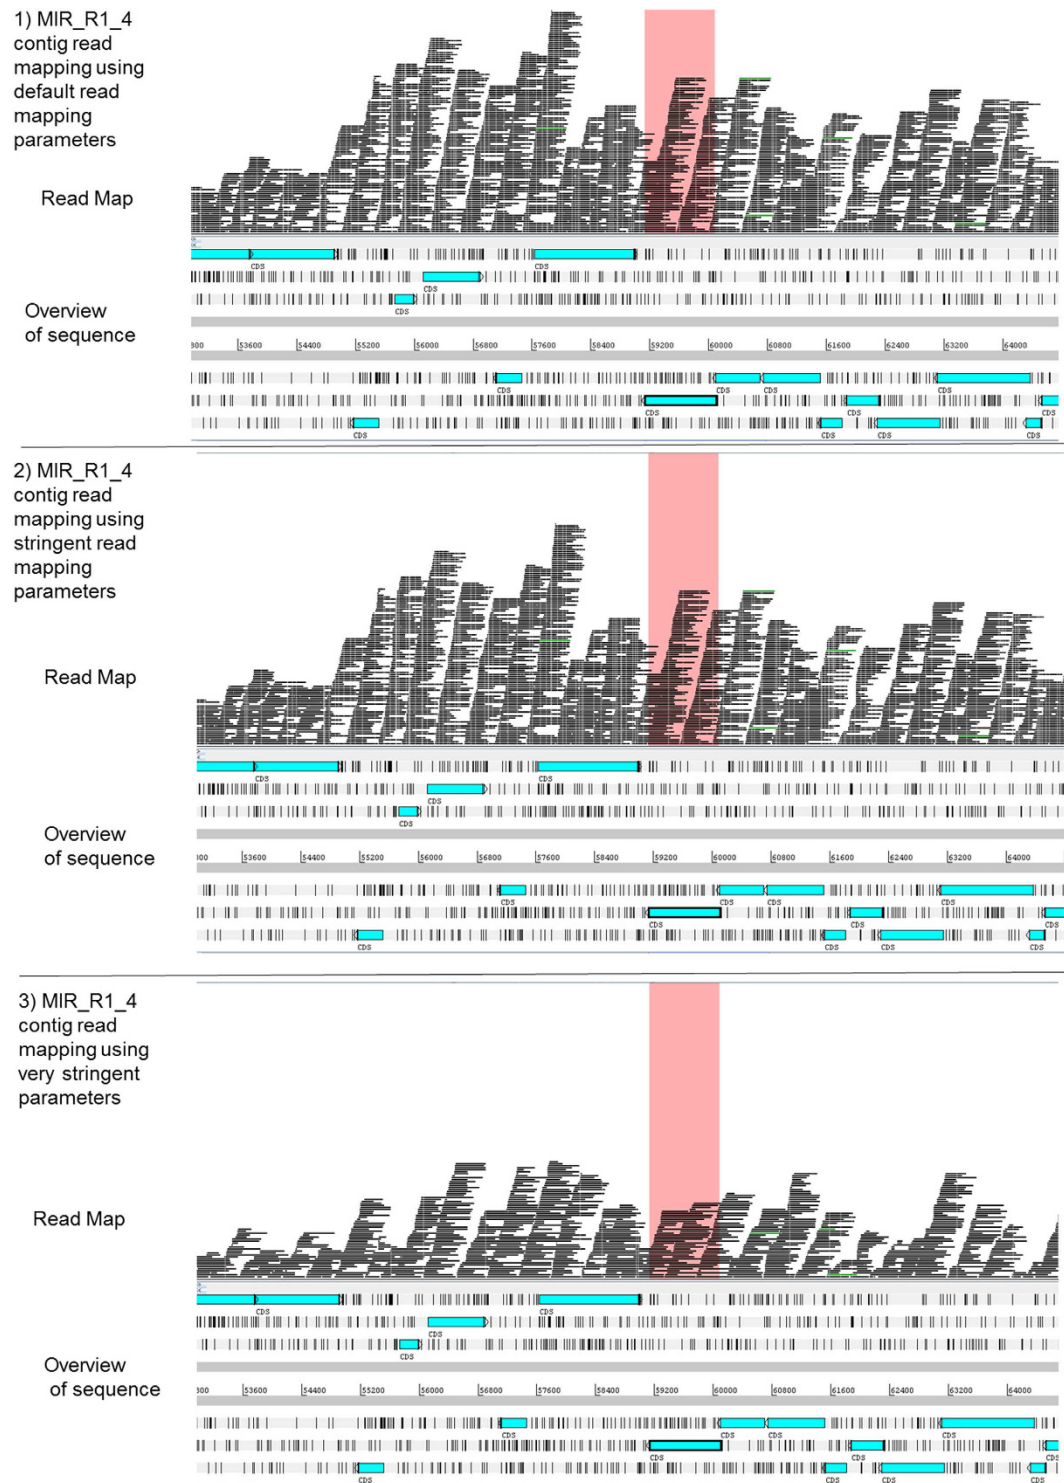 1) MIR_R1_4
contig read
mapping using
default read
mapping
parameters
Read Map
CDS
CDS
CDS
CDS
Overview
of sequence
800 53600 54400 55200 56000 56800 57600 58400 59200 60000 60800 61600 62400 63200 64000
CDS CDS CDS CDS
CDS CDS CDS
CDS CDS CDS CDS
2) MIR_R1_4
contig read
mapping using
stringent read
mapping
parameters
Read Map
CDS CDS
CDS
CDS
Overview
of sequence
53600 54400 55200 56000 56800 57600 58400 59200 60000 60800 61600 62400 63200 64000
CDS CDS CDS CDS
CDS CDS CDS
CDS CDS CDS CDS
3) MIR_R1_4
contig read
mapping using
very stringent
parameters
Read Map
CDS CDS
CDS
CDS
Overview
of sequence
53600 54400 55200 56000 56800 57600 58400 59200 60000 60800 61600 62400 63200 64000
CDS CDS CDS CDS
CDS CDS CDS
CDS CDS CDS CDS